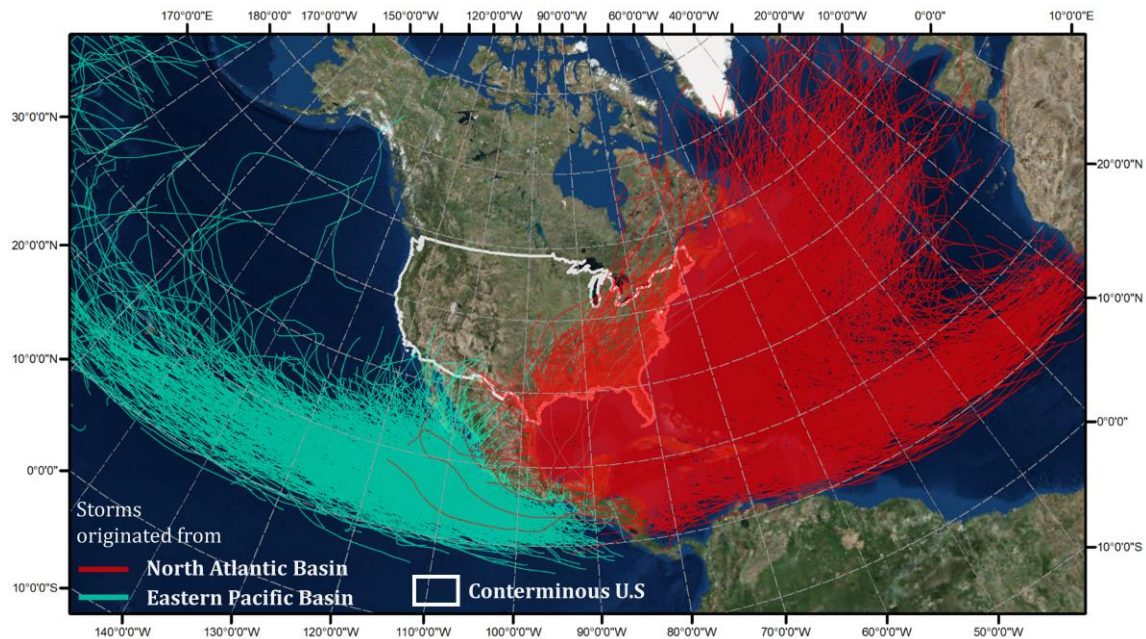 170°0'0"E 180°0'0" 170°0'0"W 150°0'0"W 120°0'0"W 90°0'0"W 60°0'0"W 40°0'0"W 20°0'0"W 10°0'0"W 0°0'0" 10°0'0"E
30°0'0"N
20°0'0"N
20°0'0"N
10°0'0"N
10°0'0"N
0°0'0"
0°0'0"
10°0'0"S
10°0'0"S
Storms
originated from
North Atlantic Basin
Eastern Pacific Basin
Conterminous U.S
140°0'0"W 130°0'0"W 120°0'0"W 110°0'0"W 100°0'0"W 90°0'0"W 80°0'0"W 70°0'0"W 60°0'0"W 50°0'0"W